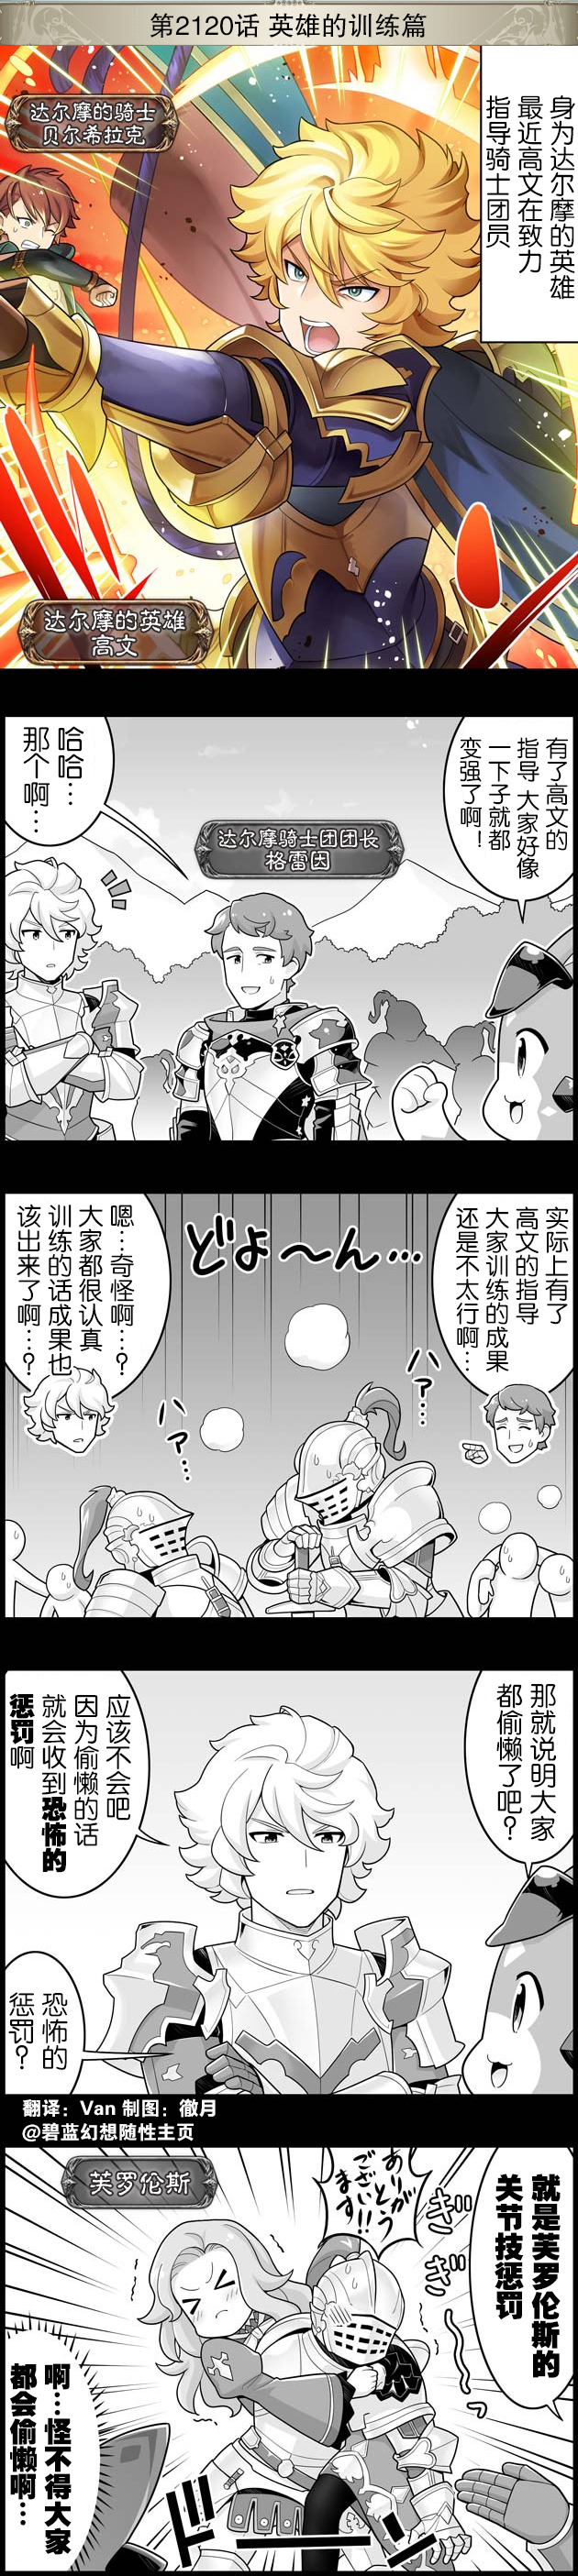 第2120话 英雄的训练篇
身为达尔摩的英雄
最近高文在致力
指导骑士团员
达尔摩的骑士
贝尔希拉克
达尔摩的英雄
高文
有了高文的
指导 大家好像
一下子就都
变强了啊！
达尔摩骑士团团长
格雷因
哈哈…
那个啊…
实际上有了
高文的指导
大家训练的成果
还是不太行啊…
どよ〜ん…
嗯…奇怪啊…？
大家都很认真
训练的话成果也
该出来了啊…？
ハァ…
ハァ…
那就说明大家
都偷懒了吧？
应该不会吧
因为偷懒的话
就会收到恐怖的
惩罚啊
恐怖的
惩罚？
翻译：Van 制图：徹月
@碧蓝幻想随性主页
就是芙罗伦斯的
关节技惩罚
芙罗伦斯
ありがとう
ございます!!
ぎぎ
啊…怪不得大家
都会偷懒啊…
ドーン